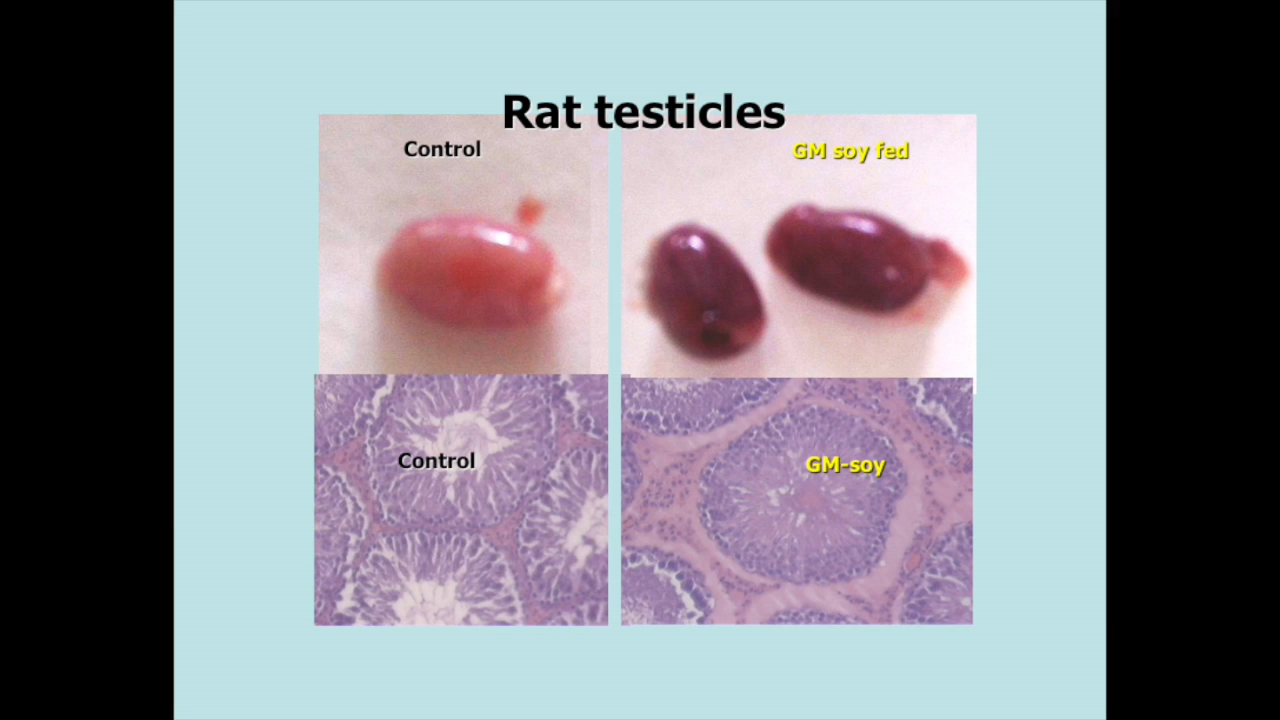 Rat testicles
Control
GM soy fed
Control
GM-soy